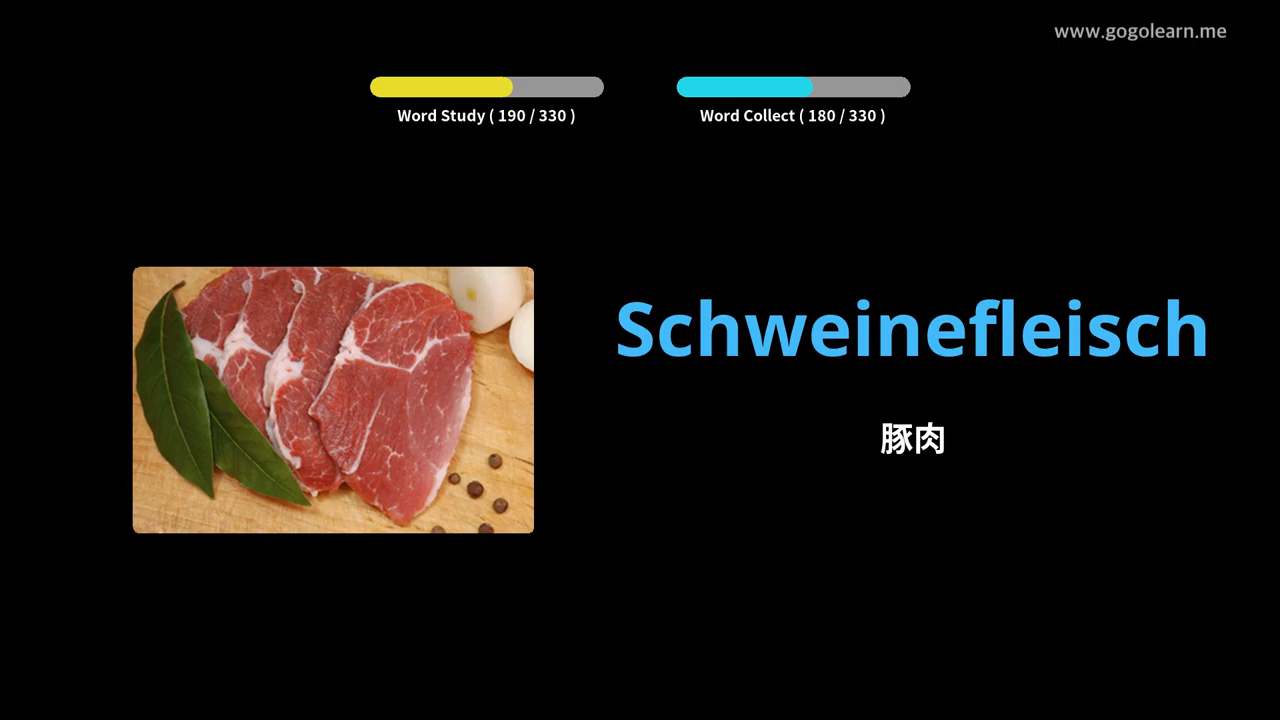 www.gogolearn.me
Word Study ( 190 / 330 )
Word Collect ( 180 / 330 )
Schweinefleisch
豚肉